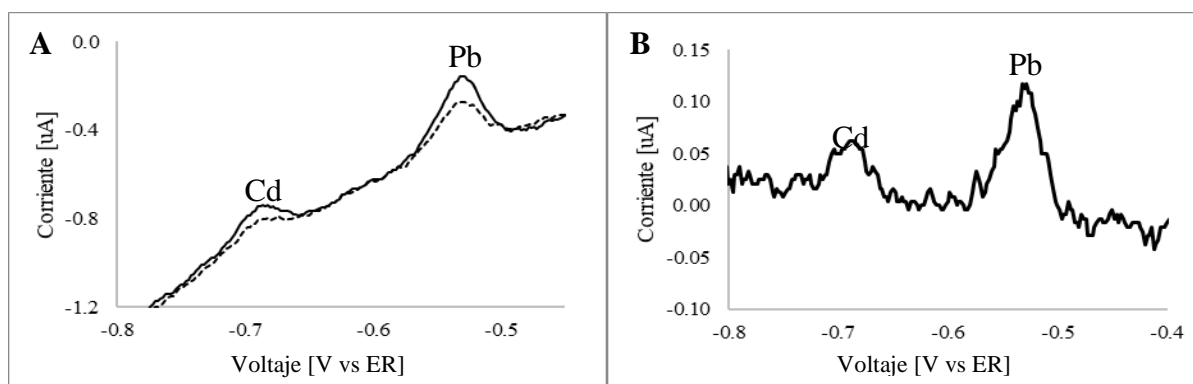 A
0.0
-0.4
-0.8
-1.2
Corriente [uA]
Pb
Cd
-0.8
-0.7
-0.6
-0.5
Voltaje [V vs ER]
B
0.15
0.10
0.05
0.00
-0.05
-0.10
Corriente [uA]
Pb
Cd
-0.8
-0.7
-0.6
-0.5
-0.4
Voltaje [V vs ER]